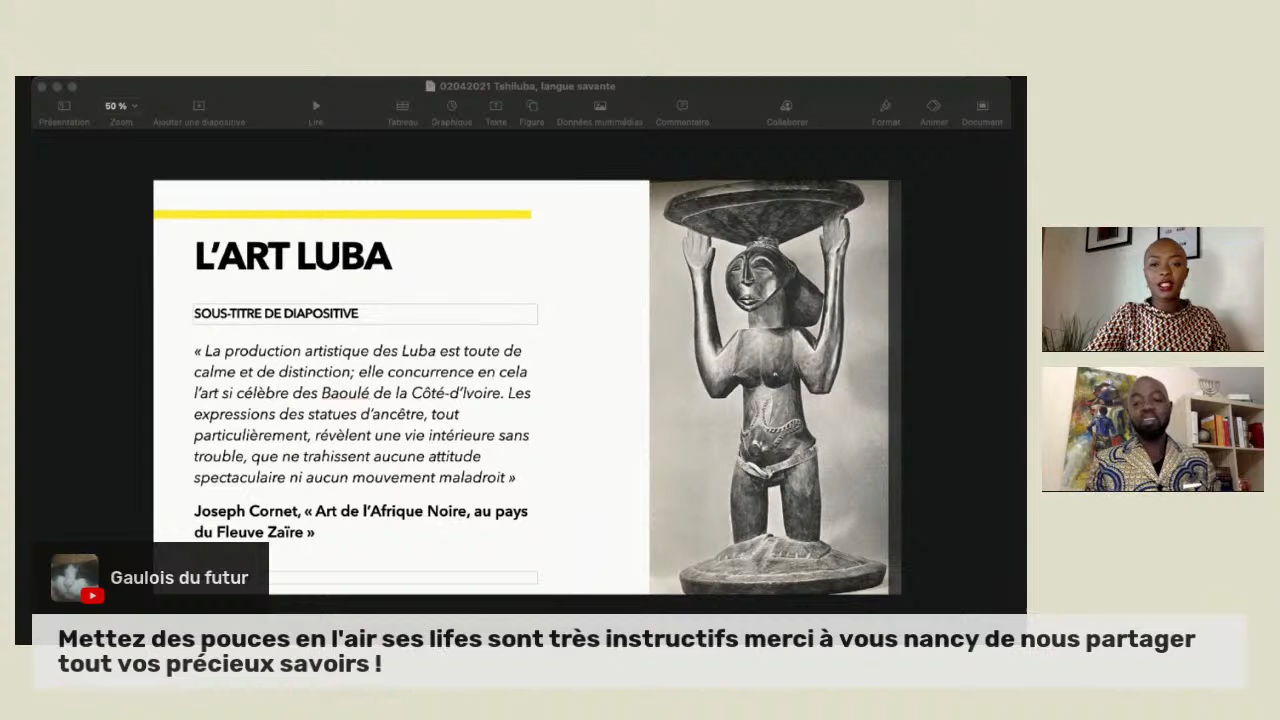 02042021 Tshiluba, langue savante
50 %
Présentation Zoom Ajouter une diapositive Lire Tableau Graphique Texte Figure Données multimédias Commentaire Collaborer Format Animer Document
L'ART LUBA
SOUS-TITRE DE DIAPOSITIVE
« La production artistique des Luba est toute de
calme et de distinction; elle concurrence en cela
l'art si célèbre des Baoulé de la Côte-d'Ivoire. Les
expressions des statues d'ancêtre, tout
particulièrement, révèlent une vie intérieure sans
trouble, que ne trahissent aucune attitude
spectaculaire ni aucun mouvement maladroit »
Joseph Cornet, « Art de l'Afrique Noire, au pays
du Fleuve Zaïre »
Gaulois du futur
Mettez des pouces en l'air ses lifes sont très instructifs merci à vous nancy de nous partager
tout vos précieux savoirs !